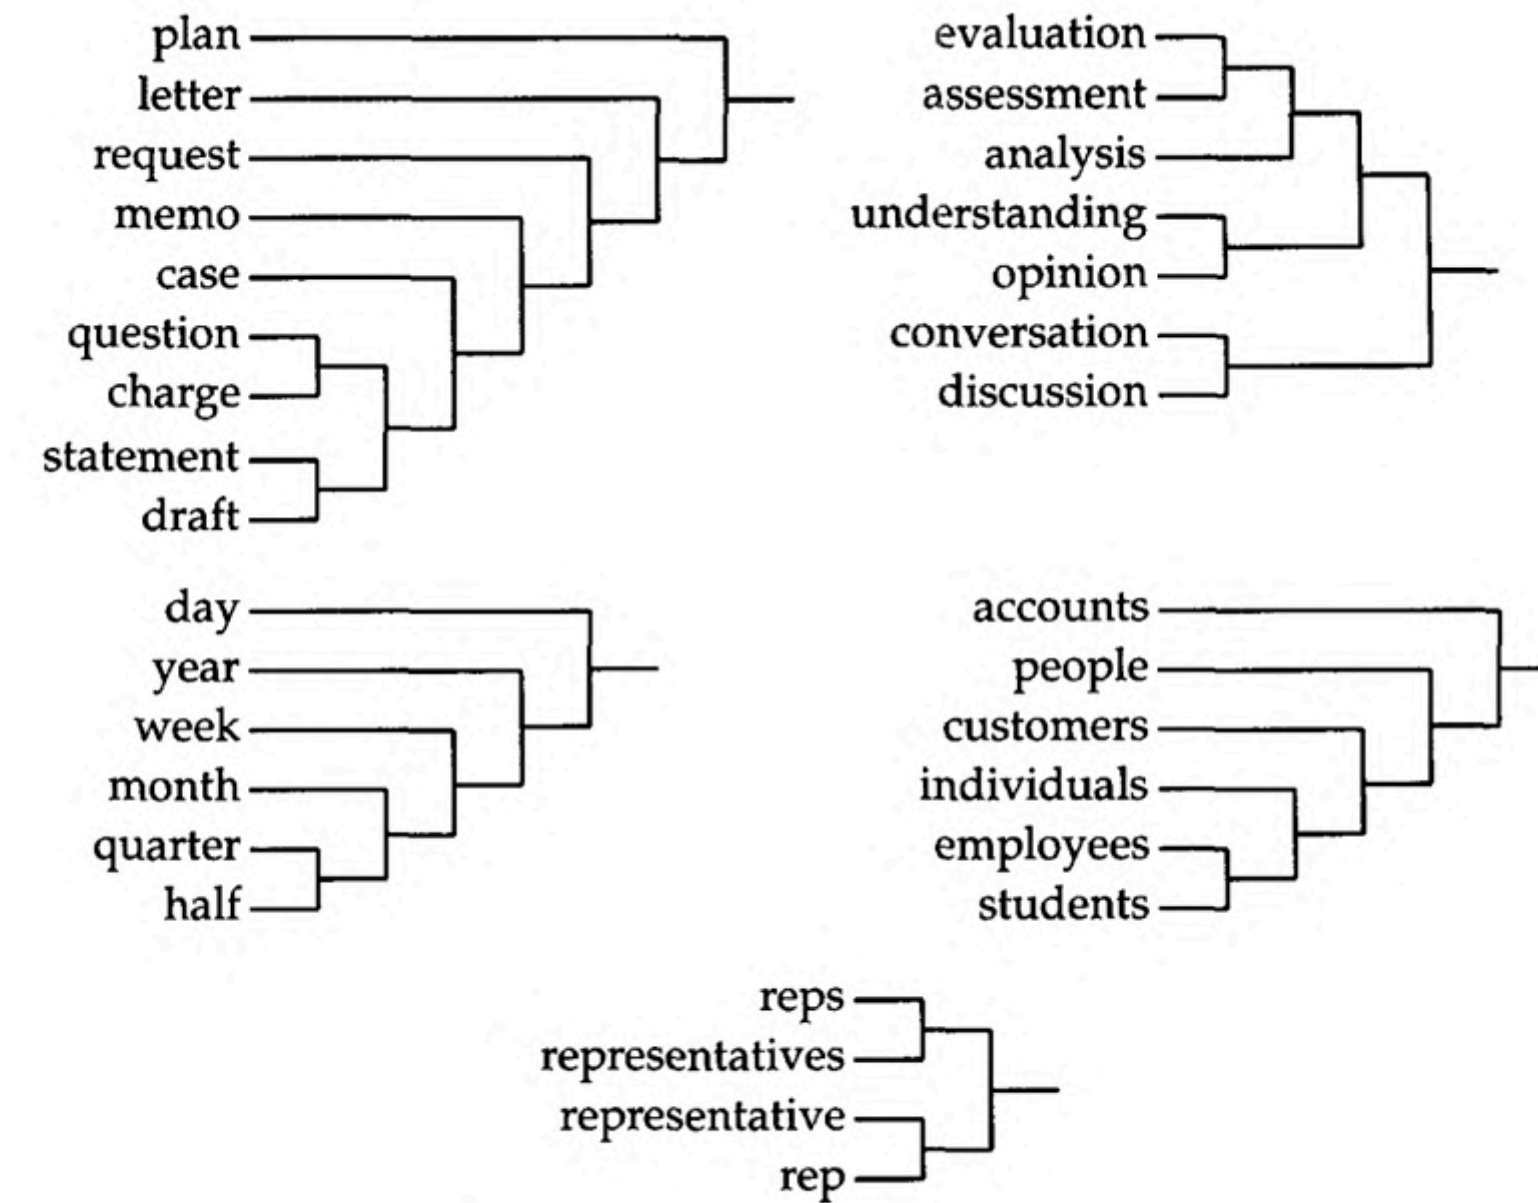 plan
letter
request
memo
case
question
charge
statement
draft
evaluation
assessment
analysis
understanding
opinion
conversation
discussion
day
year
week
month
quarter
half
accounts
people
customers
individuals
employees
students
reps
representatives
representative
rep